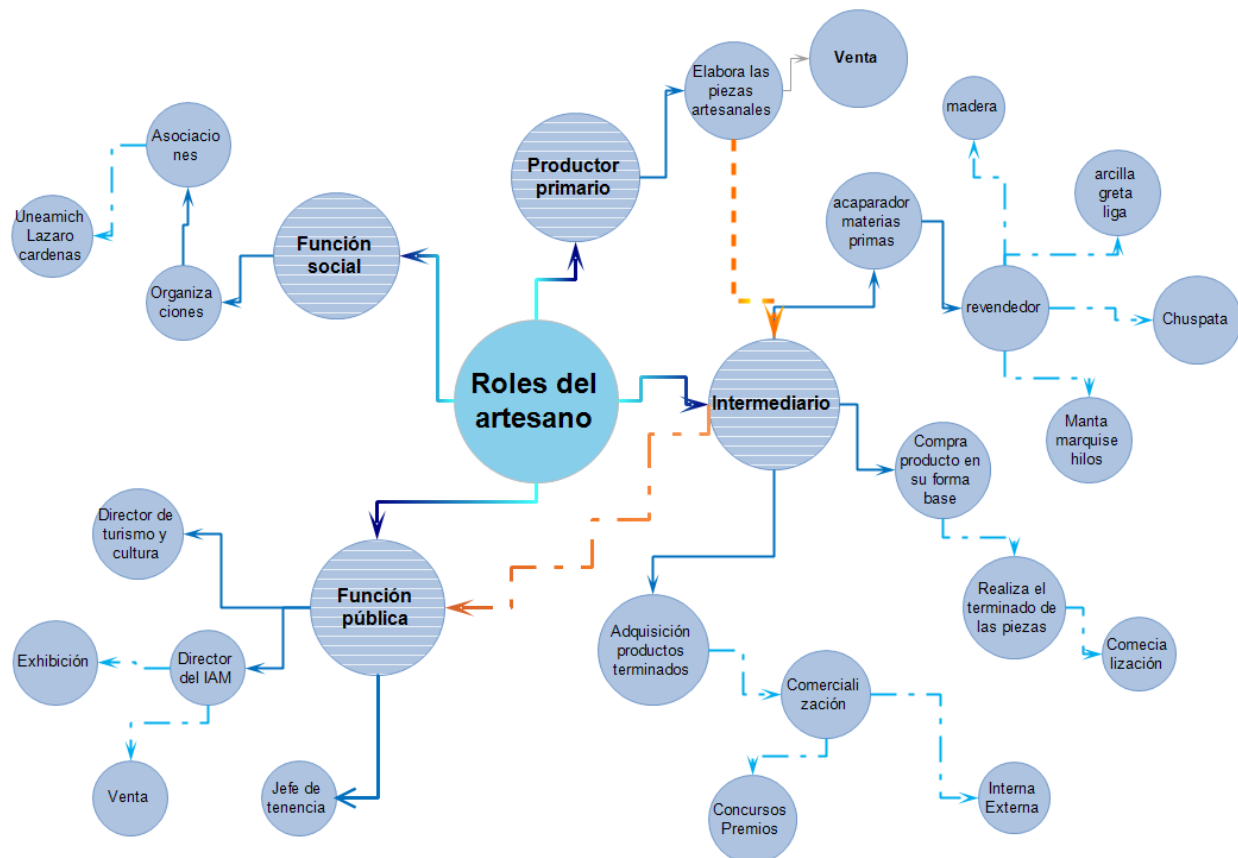 Roles del
artesano
Productor
primario
Elabora las
piezas
artesanales
Venta
Intermediario
acaparador
materias
primas
revendedor
madera
arcilla
greta
liga
Chuspata
Manta
marquise
hilos
Compra
producto en
su forma
base
Realiza el
terminado de
las piezas
Comecia
lización
Adquisición
productos
terminados
Comerciali
zación
Concursos
Premios
Interna
Externa
Función
pública
Director de
turismo y
cultura
Director
del IAM
Exhibición
Venta
Jefe de
tenencia
Función
social
Organiza
ciones
Asociacio
nes
Uneamich
Lazaro
cardenas